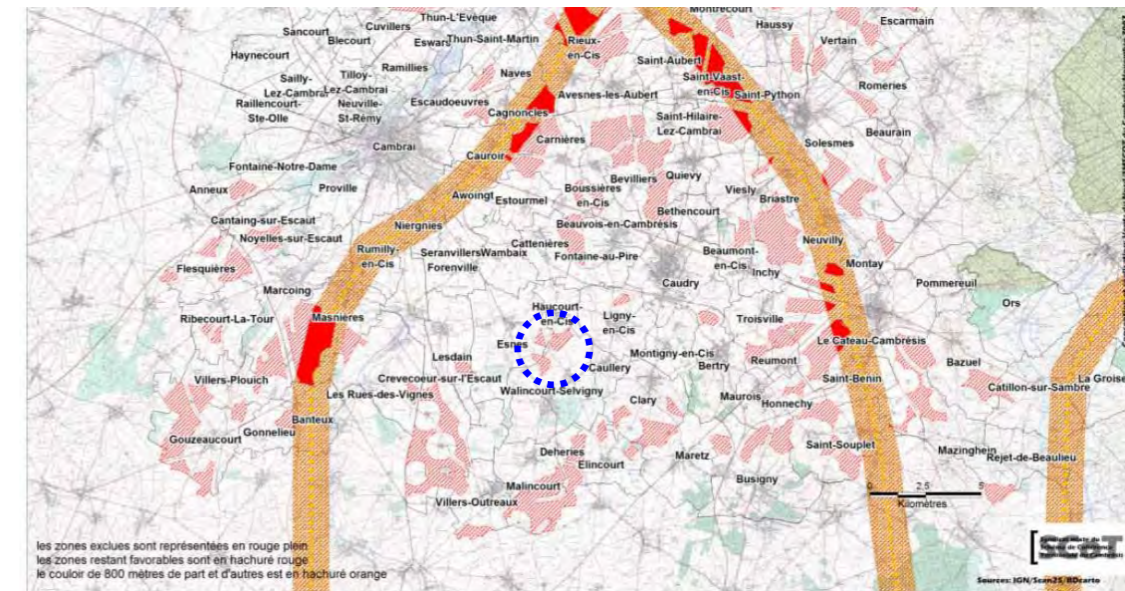 Thun-L'Evêque
Montrécourt
Sancourt
Cuvillers
Haussy
Escarmain
Blecourt
Eswars
Thun-Saint-Martin
Rieux-
en-Cis
Vertain
Haynecourt
Ramillies
Saint-Aubert
Sailly-
Lez-Cambrai
Tilloy-
Lez-Cambrai
Naves
Saint-Vaast-
en-Cis
Saint-Python
Romeries
Raillencourt-
Ste-Olle
Neuville-
St-Rémy
Escaudoeuvres
Avesnes-les-Aubert
Cagnoncles
Saint-Hilaire-
Lez-Cambrai
Beaurain
Cambrai
Carnières
Solesmes
Cauroir
Fontaine-Notre-Dame
Bevilliers
Quievy
Anneux
Proville
Awoingt
Estourmel
Boussières
en-Cis
Viesly
Briastre
Cantaing-sur-Escaut
Niergnies
Bethencourt
Beauvois-en-Cambrésis
Noyelles-sur-Escaut
Rumilly-
en-Cis
Cattenières
Neuvilly
Seranvillers
Forenville
Wambaix
Fontaine-au-Pire
Beaumont-
en-Cis
Inchy
Montay
Flesquières
Caudry
Pommereuil
Marcoing
Ors
Haucourt-
en-Cis
Ribecourt-La-Tour
Masnières
Ligny-
en-Cis
Troisville
Esnes
Le Cateau-Cambrésis
Lesdain
Montigny-en-Cis
Bertry
Reumont
Bazuel
Villers-Plouich
Crevecoeur-sur-l'Escaut
Caullery
Saint-Benin
La Groise
Catillon-sur-Sambre
Les Rues-des-Vignes
Walincourt-Selvigny
Clary
Maurois
Honnechy
Banteux
Gouzeaucourt
Gonnelieu
Saint-Souplet
Deheries
Elincourt
Maretz
Mazinghein
Rejet-de-Beaulieu
Malincourt
Busigny
Villers-Outreaux
0 2.5 5
Kilomètres
les zones exclues sont représentées en rouge plein
les zones restant favorables sont en hachuré rouge
le couloir de 800 mètres de part et d'autres est en hachuré orange
Sources: IGN/Scan25/BDcarto